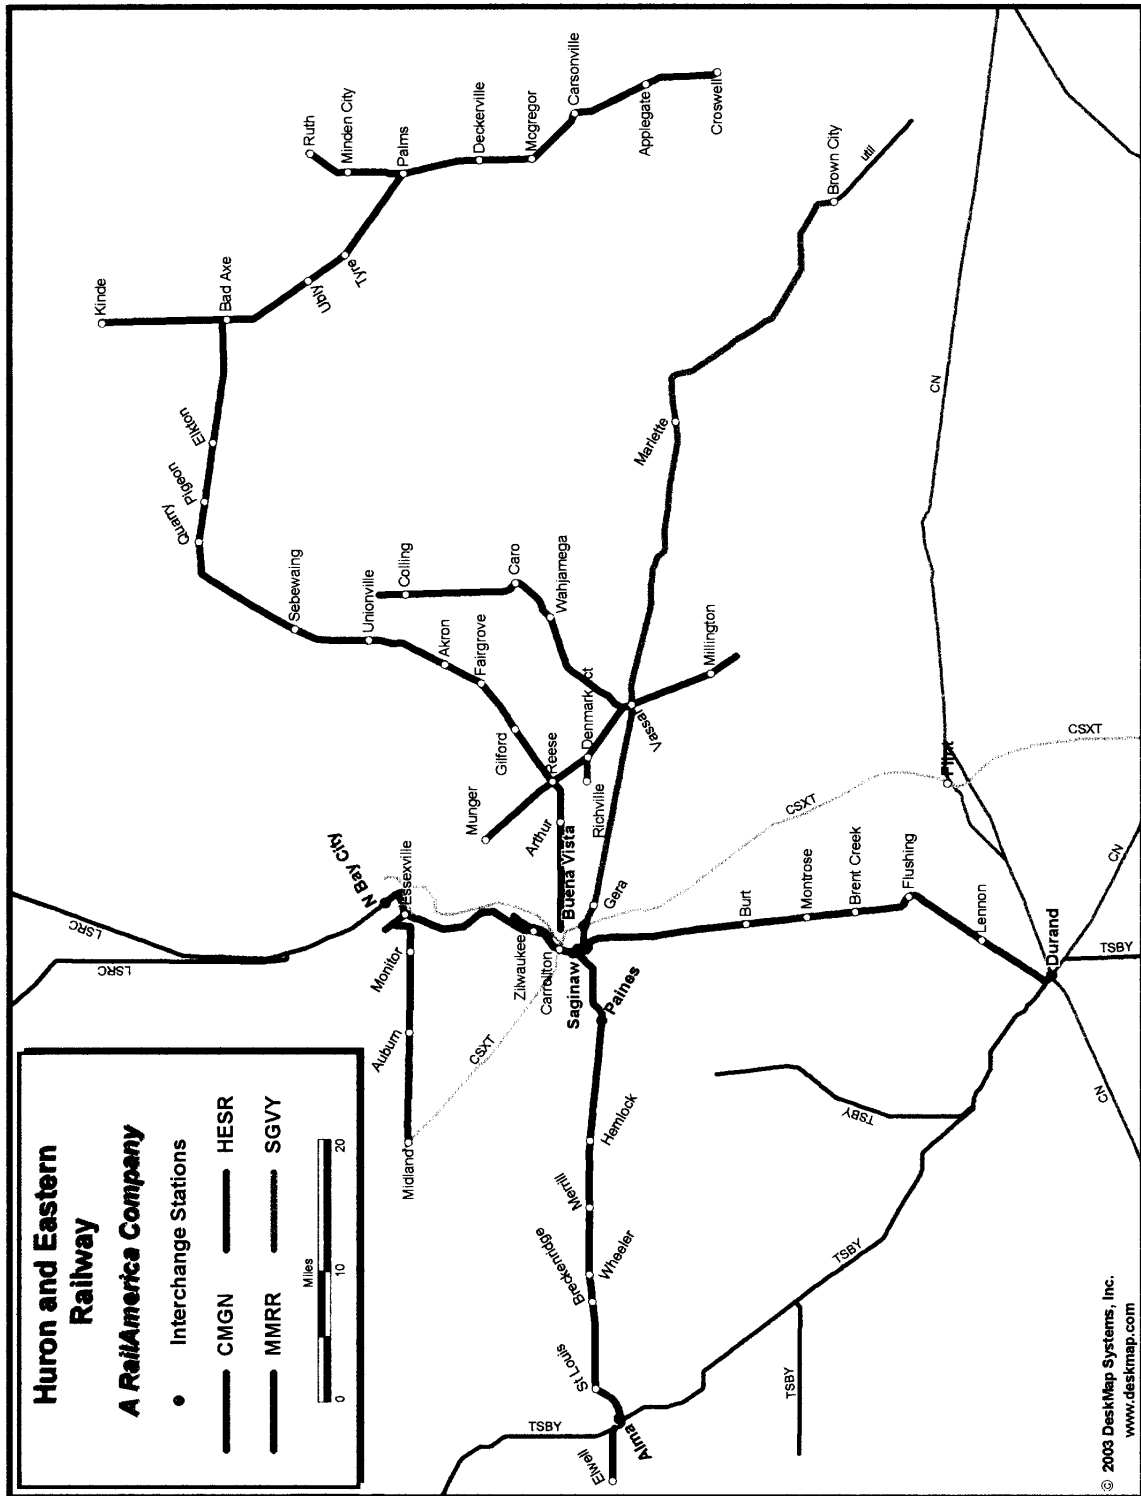 Huron and Eastern
Railway
A RailAmerica Company
Interchange Stations
CMGN
HESR
MMRR
SGVY
Miles
0
10
20
LSRC
LSRC
N Bay City
Essexville
Monitor
Auburn
Midland
CSXT
Zilwaukee
Carrollton
Saginaw
Buena Vista
Paines
Hemlock
Merrill
Wheeler
Breckenridge
St Louis
Alma
Elwell
TSBY
TSBY
TSBY
TSBY
TSBY
Kinde
Bad Axe
Ubly
Tyre
Ruth
Minden City
Palms
Deckerville
Mcgregor
Carsonville
Applegate
Croswell
Elkton
Pigeon
Quarry
Sebewaing
Unionville
Akron
Fairgrove
Gilford
Reese
Munger
Arthur
Colling
Caro
Wahjamega
Denmark Jct
Richville
Vassar
Millington
Gera
Marlette
Brown City
util
Burt
Montrose
Brent Creek
Flushing
Lennon
Durand
Flint
CSXT
CSXT
CN
CN
CN
© 2003 DeskMap Systems, Inc.
www.deskmap.com